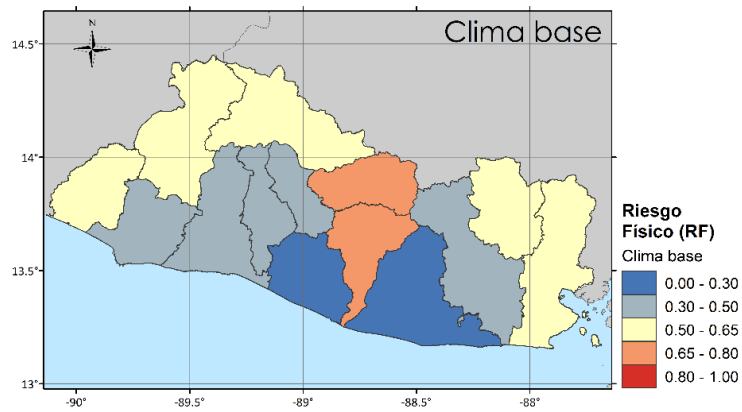 N
Clima base
14.5°
14°
13.5°
13°
-90°
-89.5°
-89°
-88.5°
-88°
Riesgo
Físico (RF)
Clima base
0.00 - 0.30
0.30 - 0.50
0.50 - 0.65
0.65 - 0.80
0.80 - 1.00